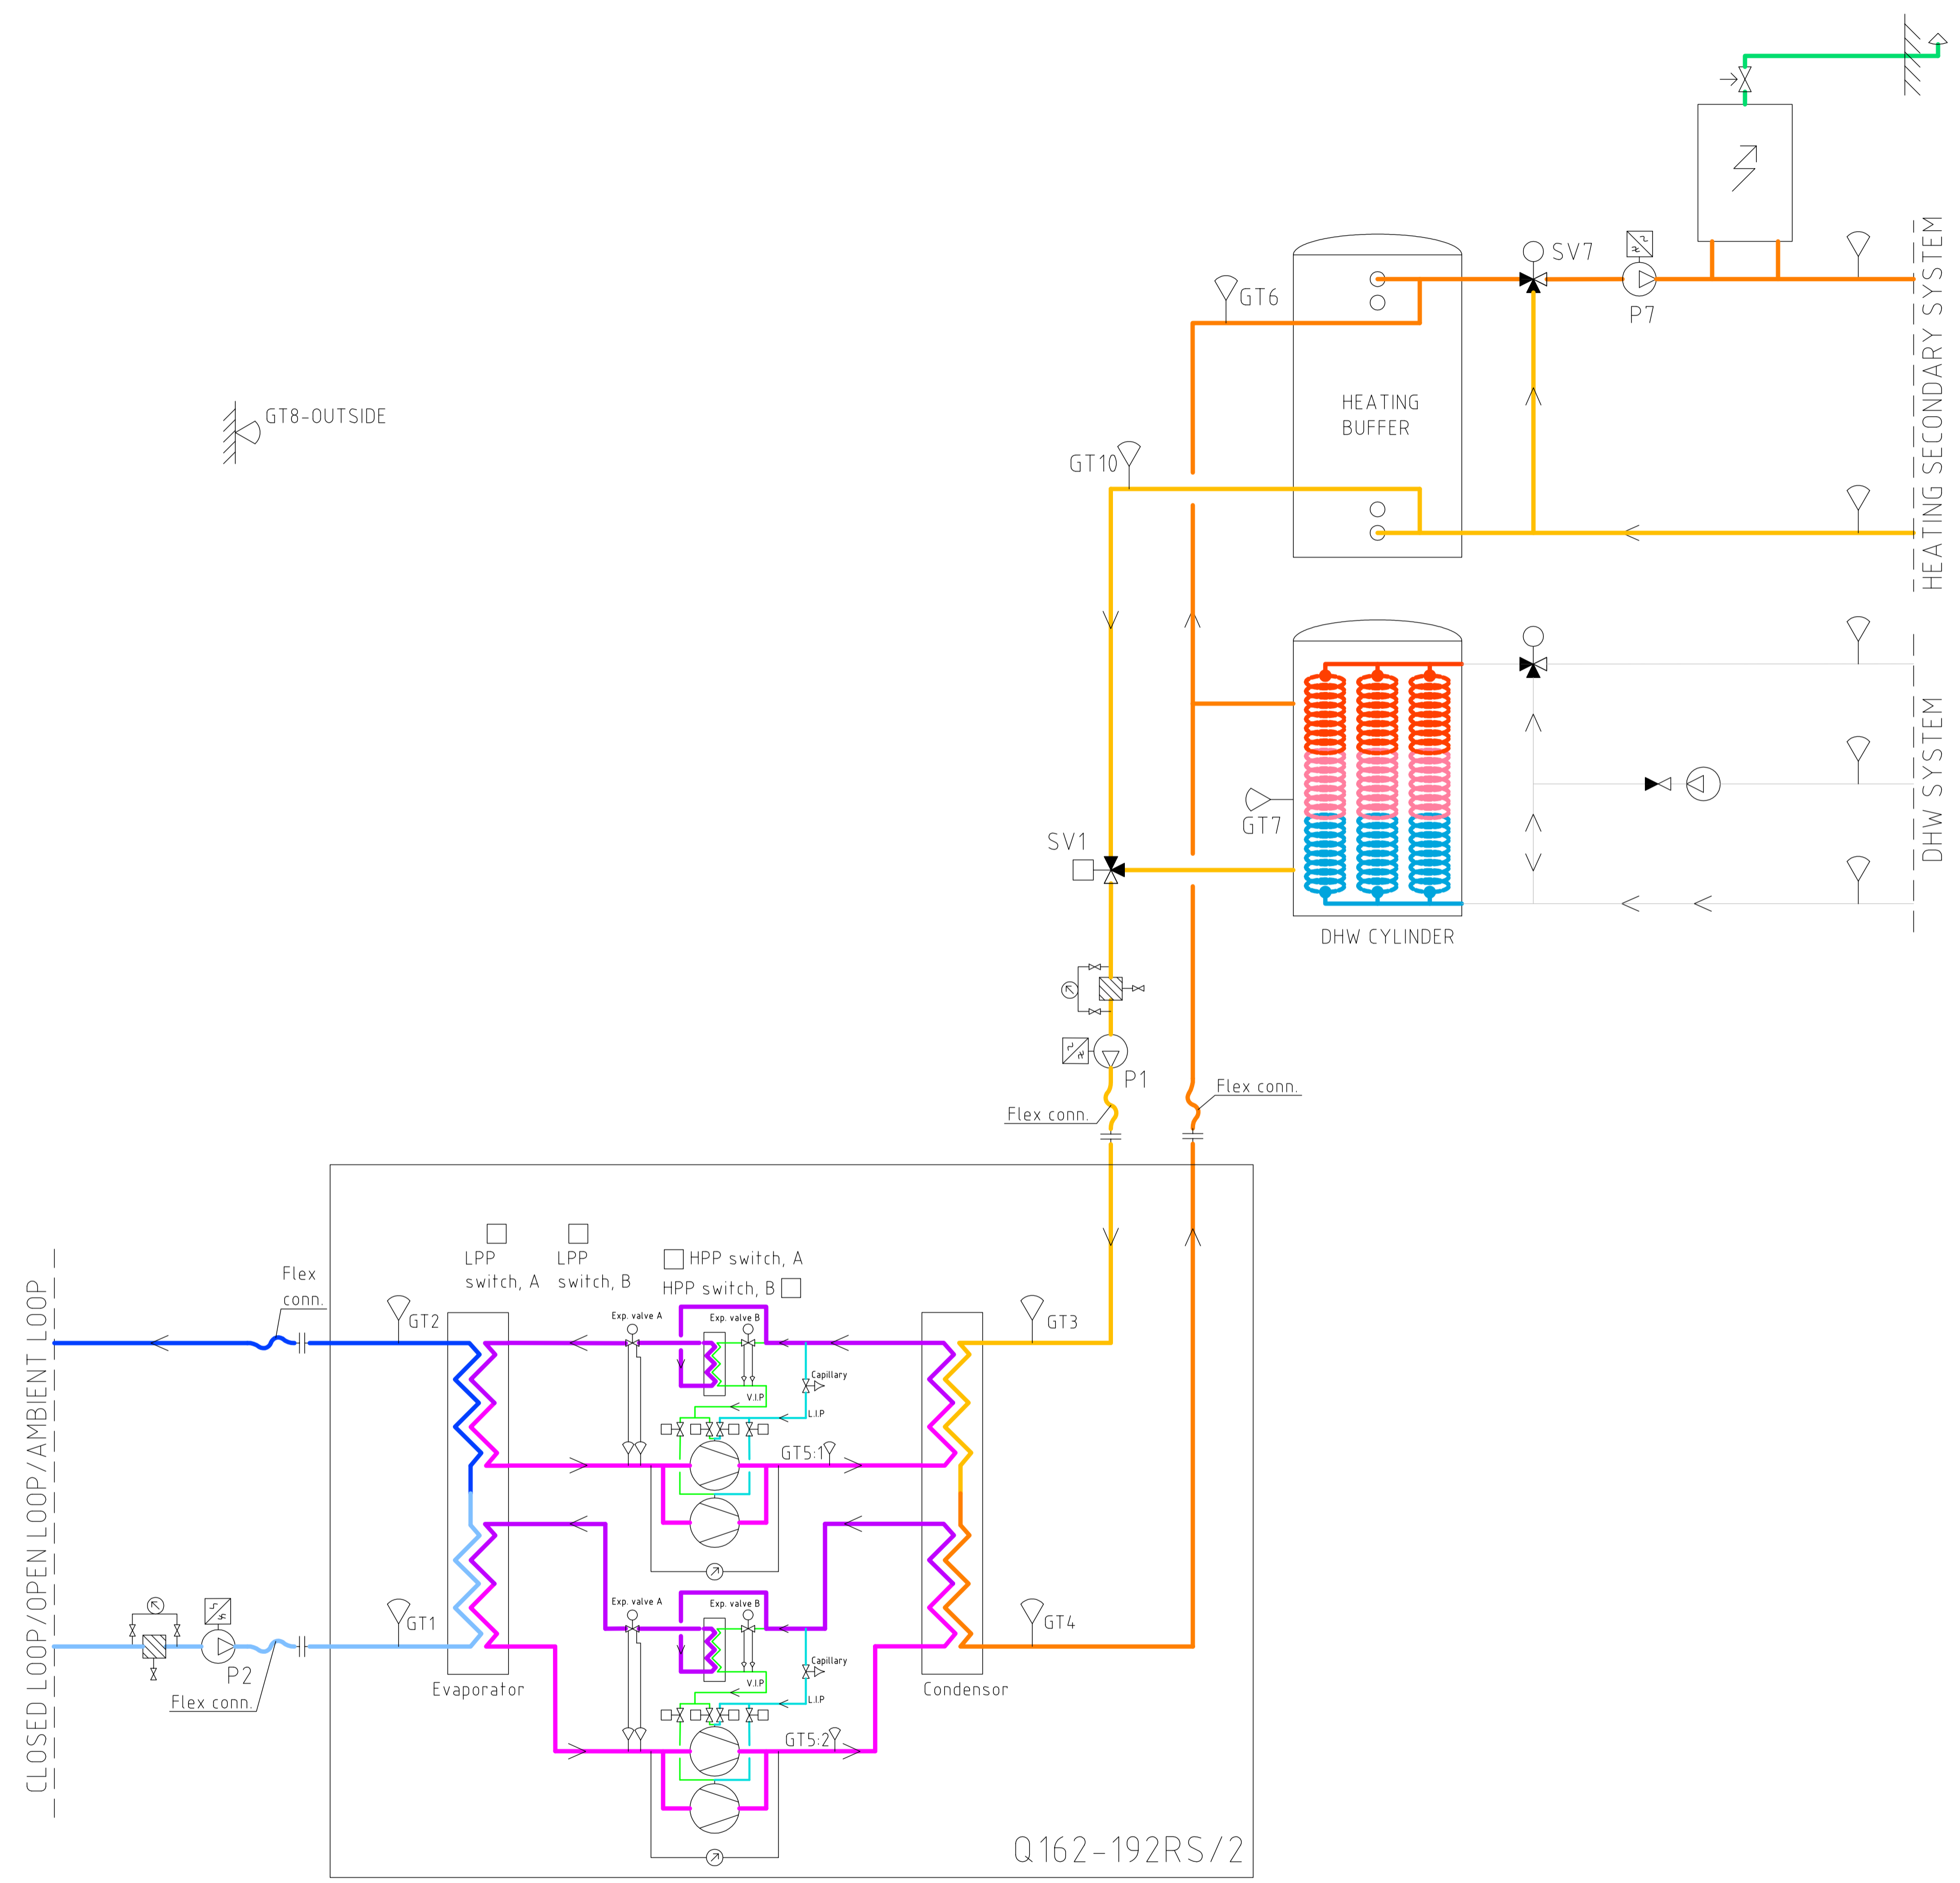 SV7
P7
HEATING SECONDARY SYSTEM
GT6
HEATING
BUFFER
GT8-OUTSIDE
GT10
DHW SYSTEM
GT7
SV1
DHW CYLINDER
P1
Flex conn.
Flex conn.
LPP
switch, A
LPP
switch, B
HPP switch, A
HPP switch, B
Flex
conn.
GT2
Exp. valve A
Exp. valve B
GT3
Capillary
V.I.P
L.I.P
GT5:1
CLOSED LOOP/OPEN LOOP/AMBIENT LOOP
GT1
Exp. valve A
Exp. valve B
GT4
Capillary
P2
V.I.P
L.I.P
Evaporator
Condensor
Flex conn.
GT5:2
Q162-192RS/2